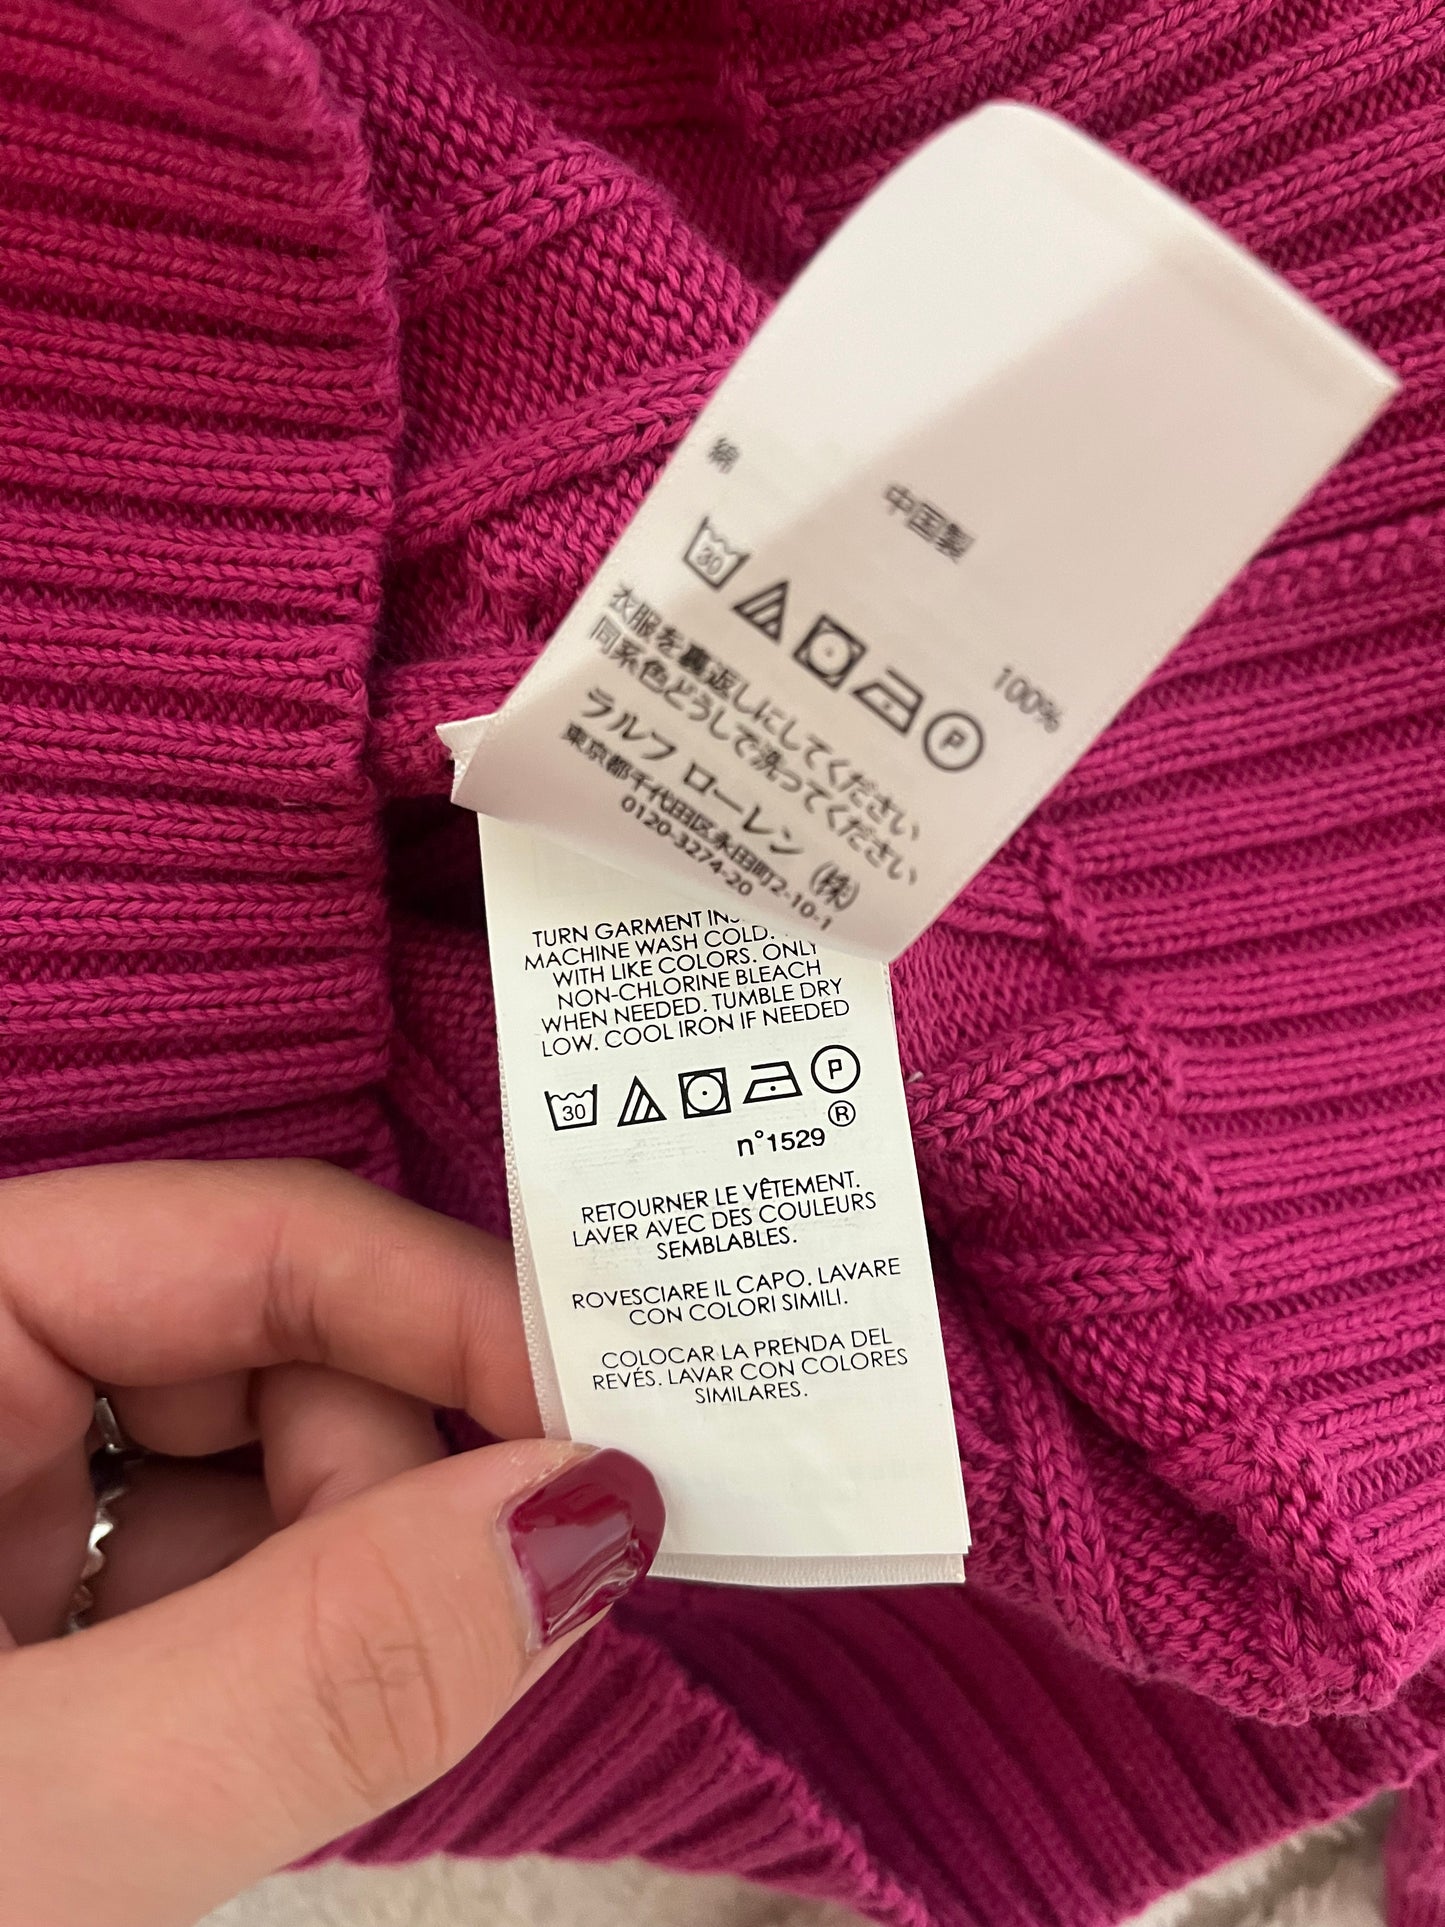 綿 100%
中国製
30 P
衣服を裏返しにしてください
同系色どうしで洗ってください
ラルフ ローレン (株)
東京都千代田区永田町2-10-1
0120-3274-20
TURN GARMENT
MACHINE WASH COLD.
WITH LIKE COLORS. ONLY
NON-CHLORINE BLEACH
WHEN NEEDED. TUMBLE DRY
LOW. COOL IRON IF NEEDED
30 P
®
n°1529
RETOURNER LE VÊTEMENT.
LAVER AVEC DES COULEURS
SEMBLABLES.
ROVESCIARE IL CAPO. LAVARE
CON COLORI SIMILI.
COLOCAR LA PRENDA DEL
REVÉS. LAVAR CON COLORES
SIMILARES.